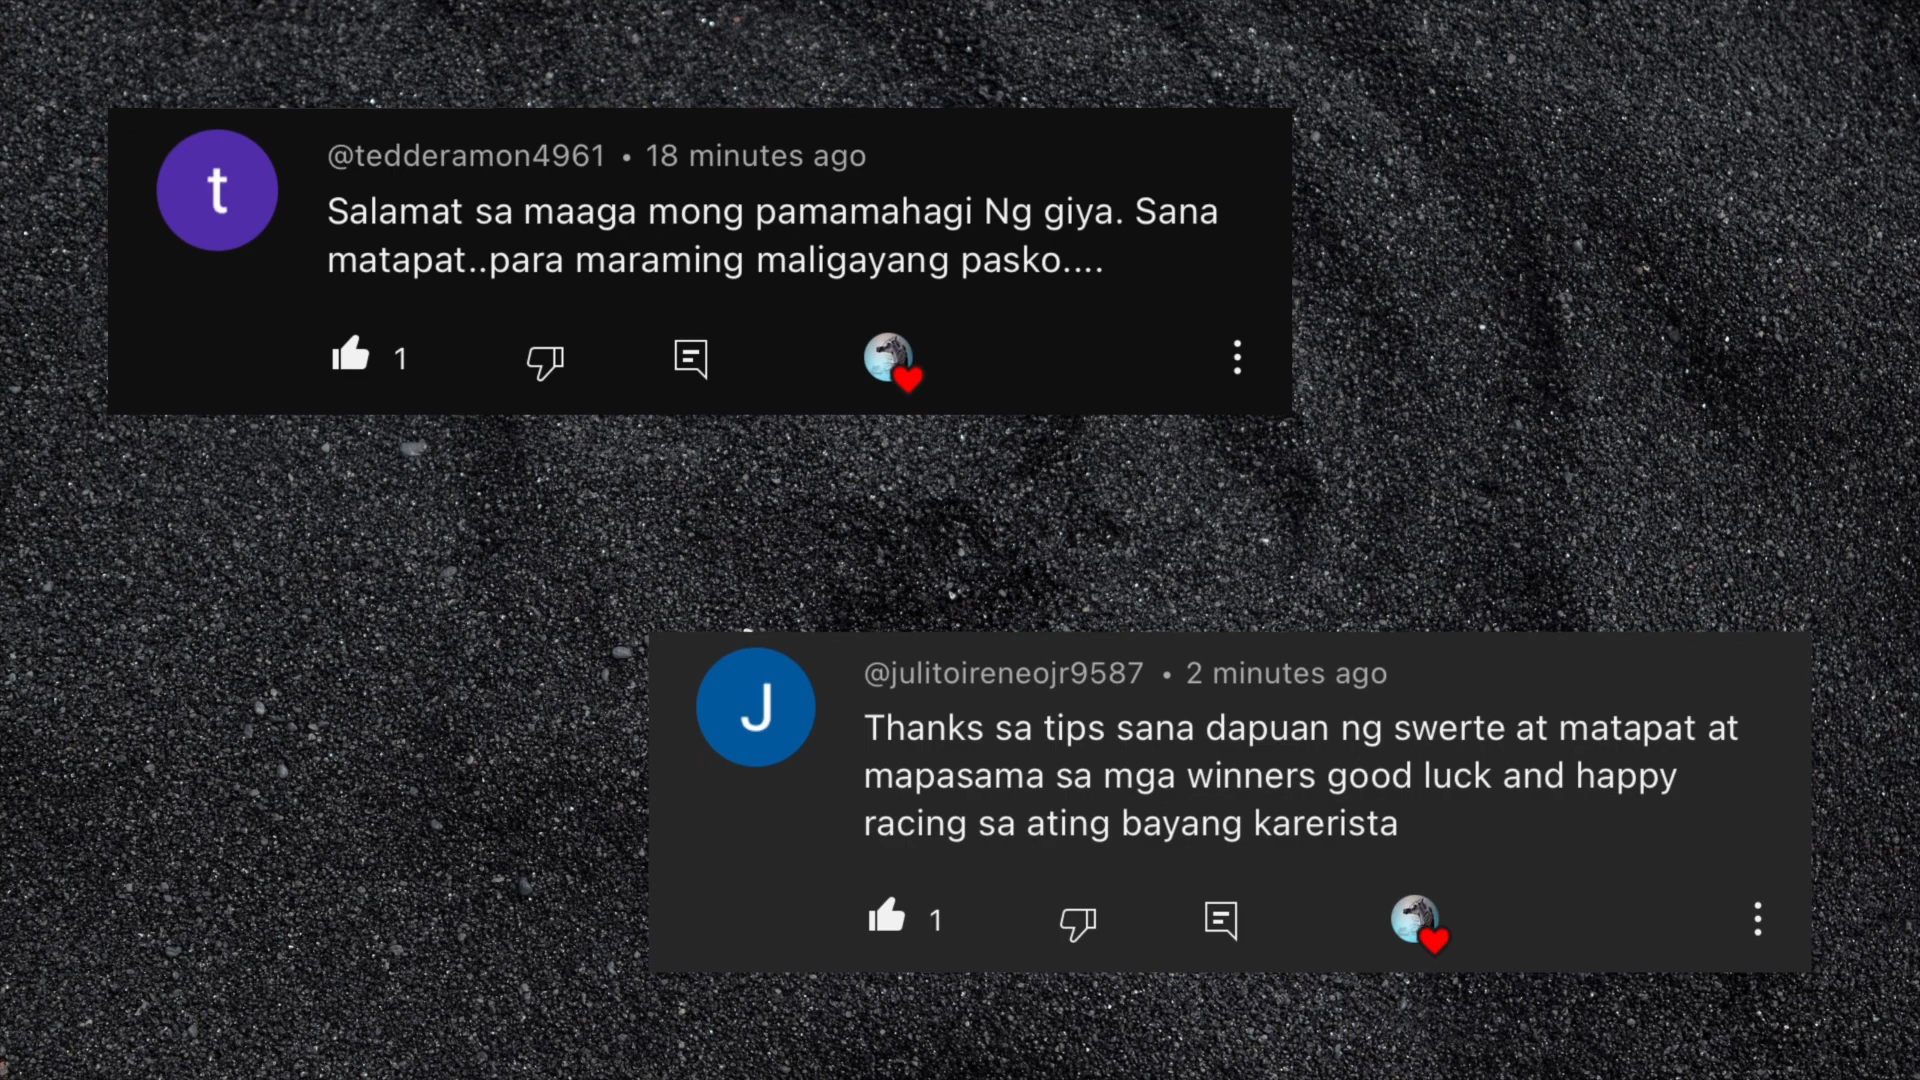 t
@tedderamon4961 • 18 minutes ago
Salamat sa maaga mong pamamahagi Ng giya. Sana
matapat..para maraming maligayang pasko....
1
J
@julitoireneojr9587 • 2 minutes ago
Thanks sa tips sana dapuan ng swerte at matapat at
mapasama sa mga winners good luck and happy
racing sa ating bayang karerista
1